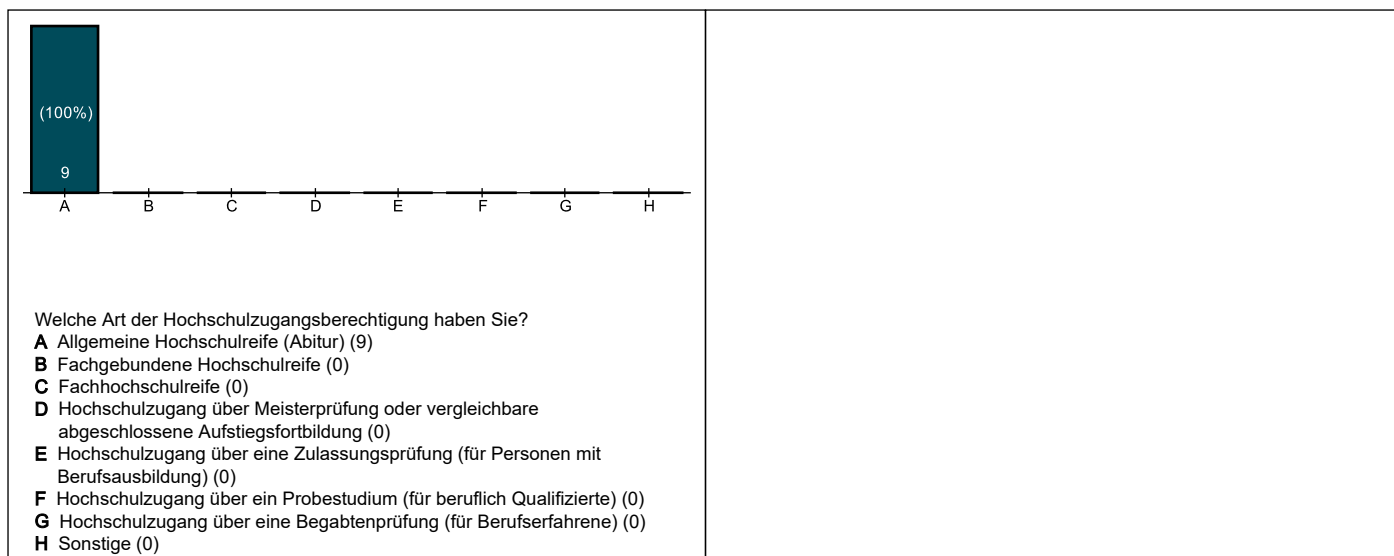 (100%)
9
A B C D E F G H
Welche Art der Hochschulzugangsberechtigung haben Sie?
A Allgemeine Hochschulreife (Abitur) (9)
B Fachgebundene Hochschulreife (0)
C Fachhochschulreife (0)
D Hochschulzugang über Meisterprüfung oder vergleichbare
abgeschlossene Aufstiegsfortbildung (0)
E Hochschulzugang über eine Zulassungsprüfung (für Personen mit
Berufsausbildung) (0)
F Hochschulzugang über ein Probestudium (für beruflich Qualifizierte) (0)
G Hochschulzugang über eine Begabtenprüfung (für Berufserfahrene) (0)
H Sonstige (0)